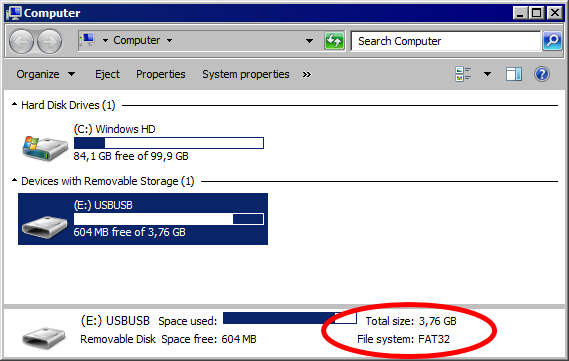 Computer
Computer
Search Computer
Organize Eject Properties System properties »
Hard Disk Drives (1)
(C:) Windows HD
84,1 GB free of 99,9 GB
Devices with Removable Storage (1)
(E:) USBUSB
604 MB free of 3,76 GB
(E:) USBUSB Space used: Total size: 3,76 GB
Removable Disk Space free: 604 MB File system: FAT32